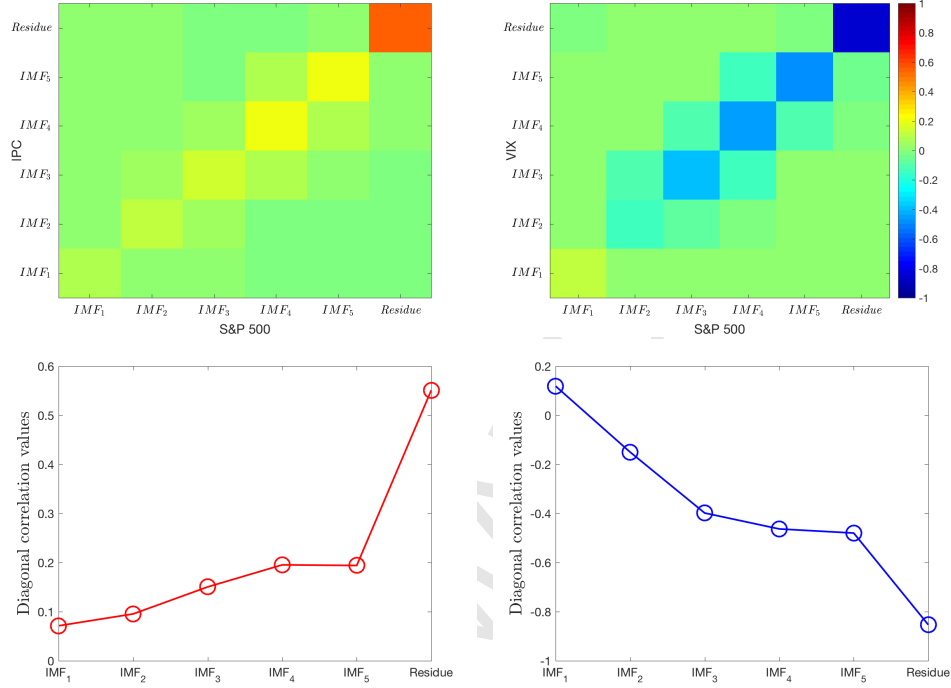 Residue
IMF5
IMF4
IMF3
IMF2
IMF1
IPC
IMF1 IMF2 IMF3 IMF4 IMF5 Residue
S&P 500
Residue
IMF5
IMF4
IMF3
IMF2
IMF1
VIX
IMF1 IMF2 IMF3 IMF4 IMF5 Residue
S&P 500
1
0.8
0.6
0.4
0.2
0
-0.2
-0.4
-0.6
-0.8
-1
0.6
0.5
0.4
0.3
0.2
0.1
0
Diagonal correlation values
IMF1 IMF2 IMF3 IMF4 IMF5 Residue
0.2
0
-0.2
-0.4
-0.6
-0.8
-1
Diagonal correlation values
IMF1 IMF2 IMF3 IMF4 IMF5 Residue